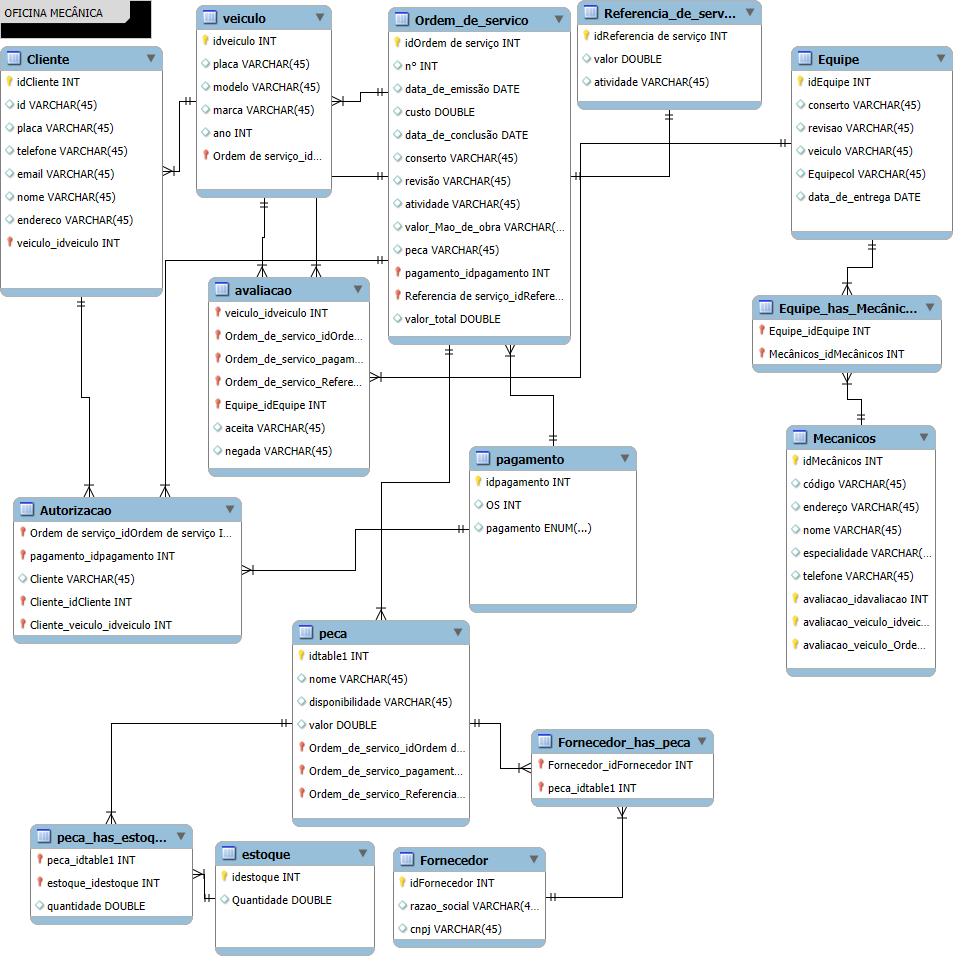 OFICINA MECÂNICA
Cliente
idCliente INT
id VARCHAR(45)
placa VARCHAR(45)
telefone VARCHAR(45)
email VARCHAR(45)
nome VARCHAR(45)
endereco VARCHAR(45)
veiculo_idveiculo INT
veiculo
idveiculo INT
placa VARCHAR(45)
modelo VARCHAR(45)
marca VARCHAR(45)
ano INT
Ordem de serviço_id...
Ordem_de_servico
idOrdem de serviço INT
nº INT
data_de_emissão DATE
custo DOUBLE
data_de_conclusão DATE
conserto VARCHAR(45)
revisão VARCHAR(45)
atividade VARCHAR(45)
valor_Mao_de_obra VARCHAR(...
peca VARCHAR(45)
pagamento_idpagamento INT
Referencia de serviço_idRefere...
valor_total DOUBLE
Referencia_de_serv...
idReferencia de serviço INT
valor DOUBLE
atividade VARCHAR(45)
Equipe
idEquipe INT
conserto VARCHAR(45)
revisao VARCHAR(45)
veiculo VARCHAR(45)
Equipecol VARCHAR(45)
data_de_entrega DATE
avaliacao
veiculo_idveiculo INT
Ordem_de_servico_idOrde...
Ordem_de_servico_pagam...
Ordem_de_servico_Refere...
Equipe_idEquipe INT
aceita VARCHAR(45)
negada VARCHAR(45)
Equipe_has_Mecânic...
Equipe_idEquipe INT
Mecânicos_idMecânicos INT
Mecanicos
idMecânicos INT
código VARCHAR(45)
endereço VARCHAR(45)
nome VARCHAR(45)
especialidade VARCHAR(...
telefone VARCHAR(45)
avaliacao_idavaliacao INT
avaliacao_veiculo_idveic...
avaliacao_veiculo_Orde...
pagamento
idpagamento INT
OS INT
pagamento ENUM(...)
Autorizacao
Ordem de serviço_idOrdem de serviço I...
pagamento_idpagamento INT
Cliente VARCHAR(45)
Cliente_idCliente INT
Cliente_veiculo_idveiculo INT
peca
idtable1 INT
nome VARCHAR(45)
disponibilidade VARCHAR(45)
valor DOUBLE
Ordem_de_servico_idOrdem d...
Ordem_de_servico_pagament...
Ordem_de_servico_Referencia...
Fornecedor_has_peca
Fornecedor_idFornecedor INT
peca_idtable1 INT
peca_has_estoq...
peca_idtable1 INT
estoque_idestoque INT
quantidade DOUBLE
estoque
idestoque INT
Quantidade DOUBLE
Fornecedor
idFornecedor INT
razao_social VARCHAR(4...
cnpj VARCHAR(45)